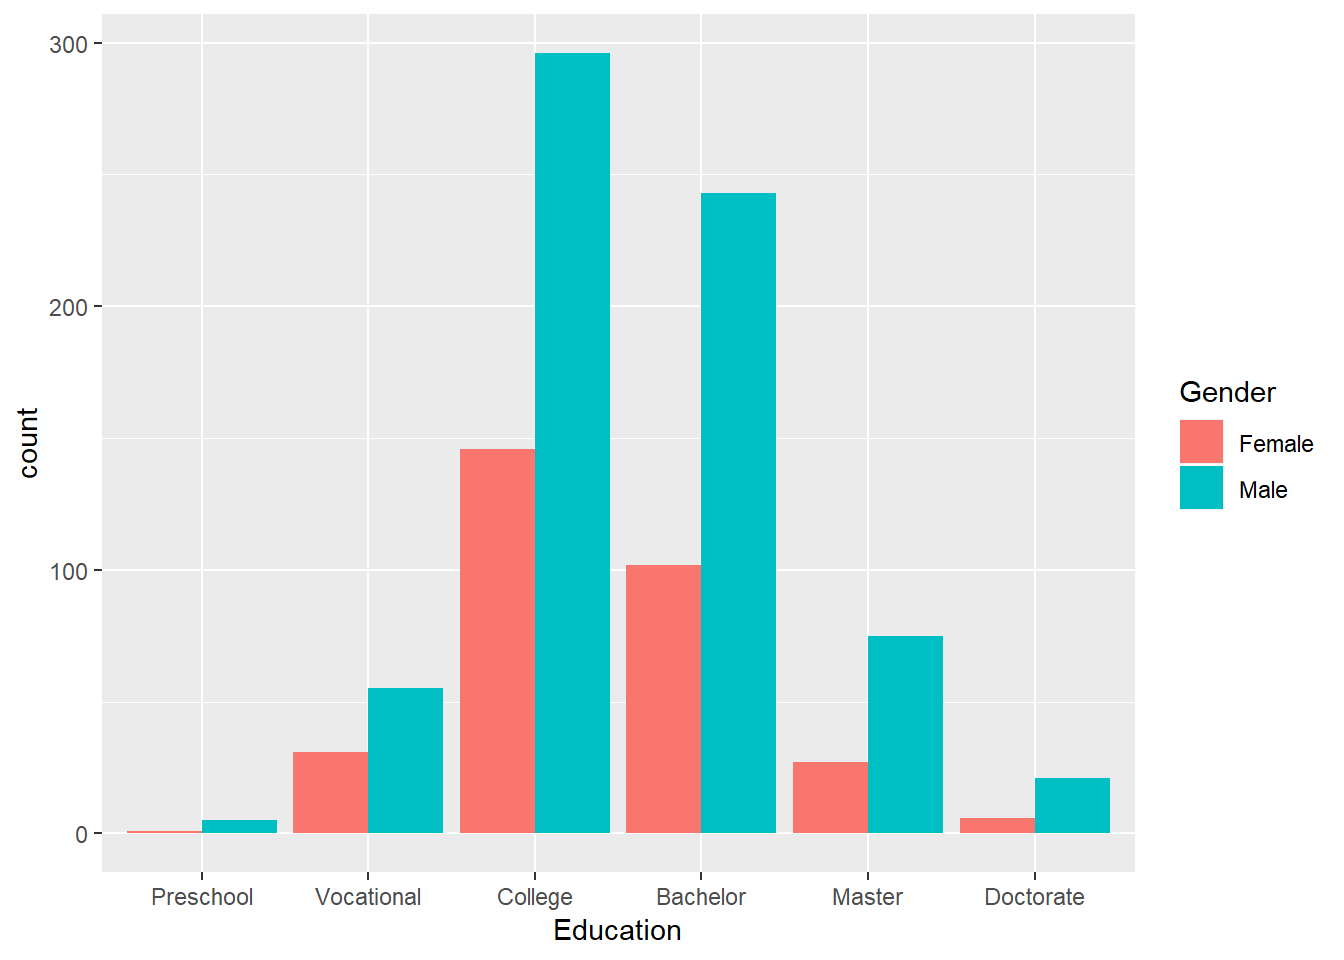 300
200
100
0
count
Preschool Vocational College Bachelor Master Doctorate
Education
Gender
Female
Male